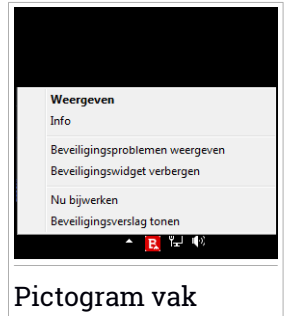 Weergeven
Info
Beveiligingsproblemen weergeven
Beveiligingswidget verbergen
Nu bijwerken
Beveiligingsverslag tonen
B
Pictogram vak